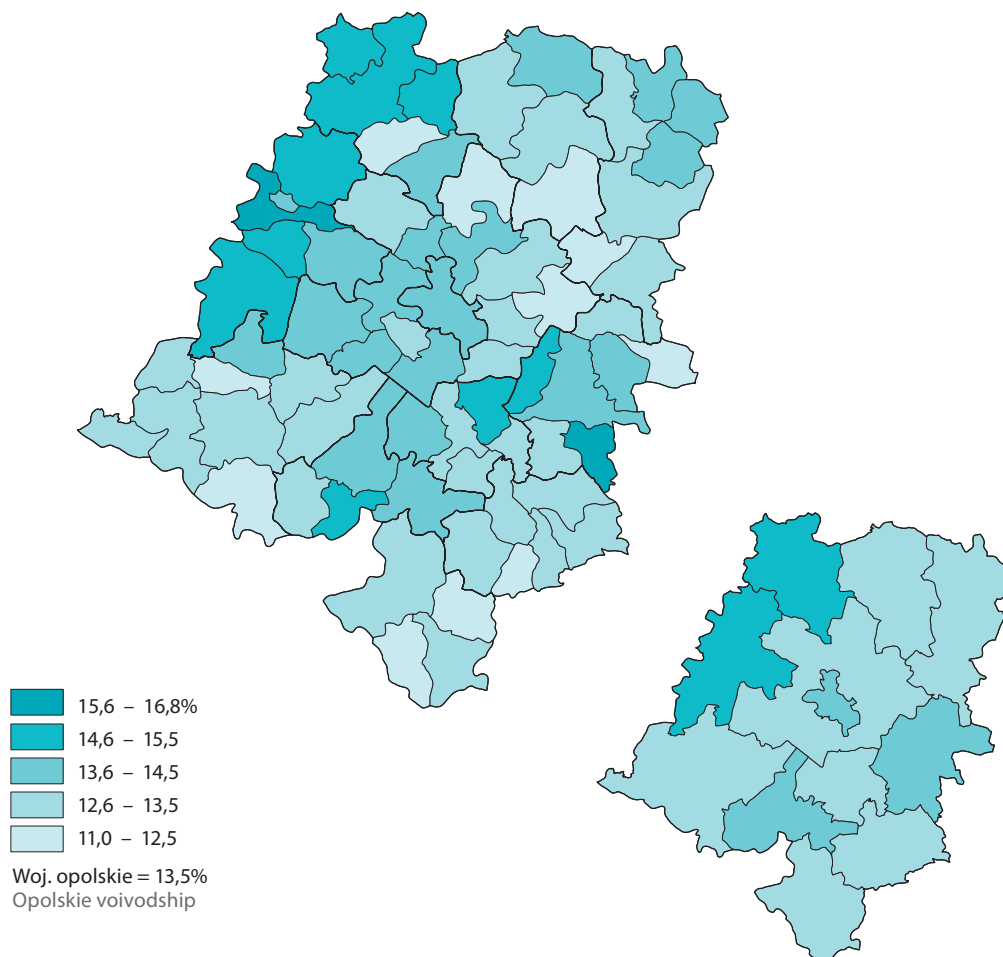 15,6 – 16,8%
14,6 – 15,5
13,6 – 14,5
12,6 – 13,5
11,0 – 12,5
Woj. opolskie = 13,5%
Opolskie voivodship